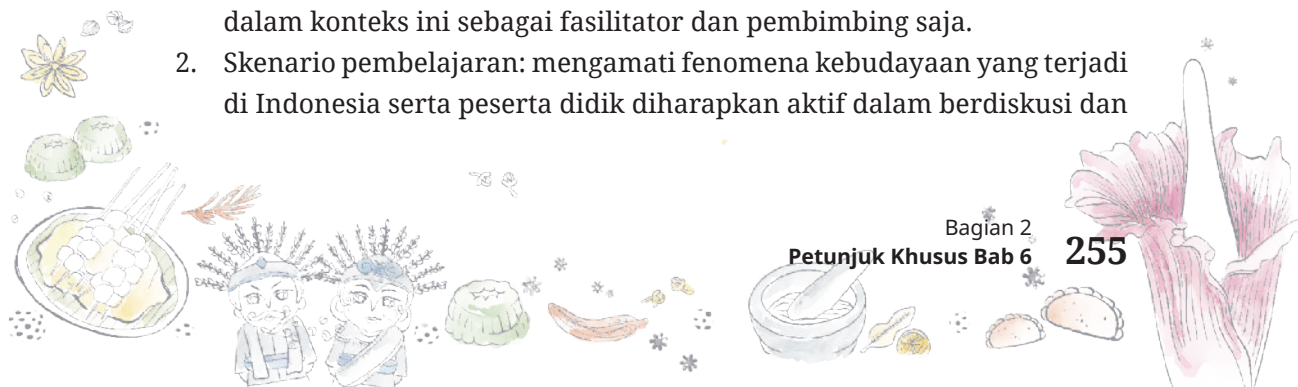 dalam konteks ini sebagai fasilitator dan pembimbing saja.
2. Skenario pembelajaran: mengamati fenomena kebudayaan yang terjadi
di Indonesia serta peserta didik diharapkan aktif dalam berdiskusi dan
Bagian 2
Petunjuk Khusus Bab 6 255